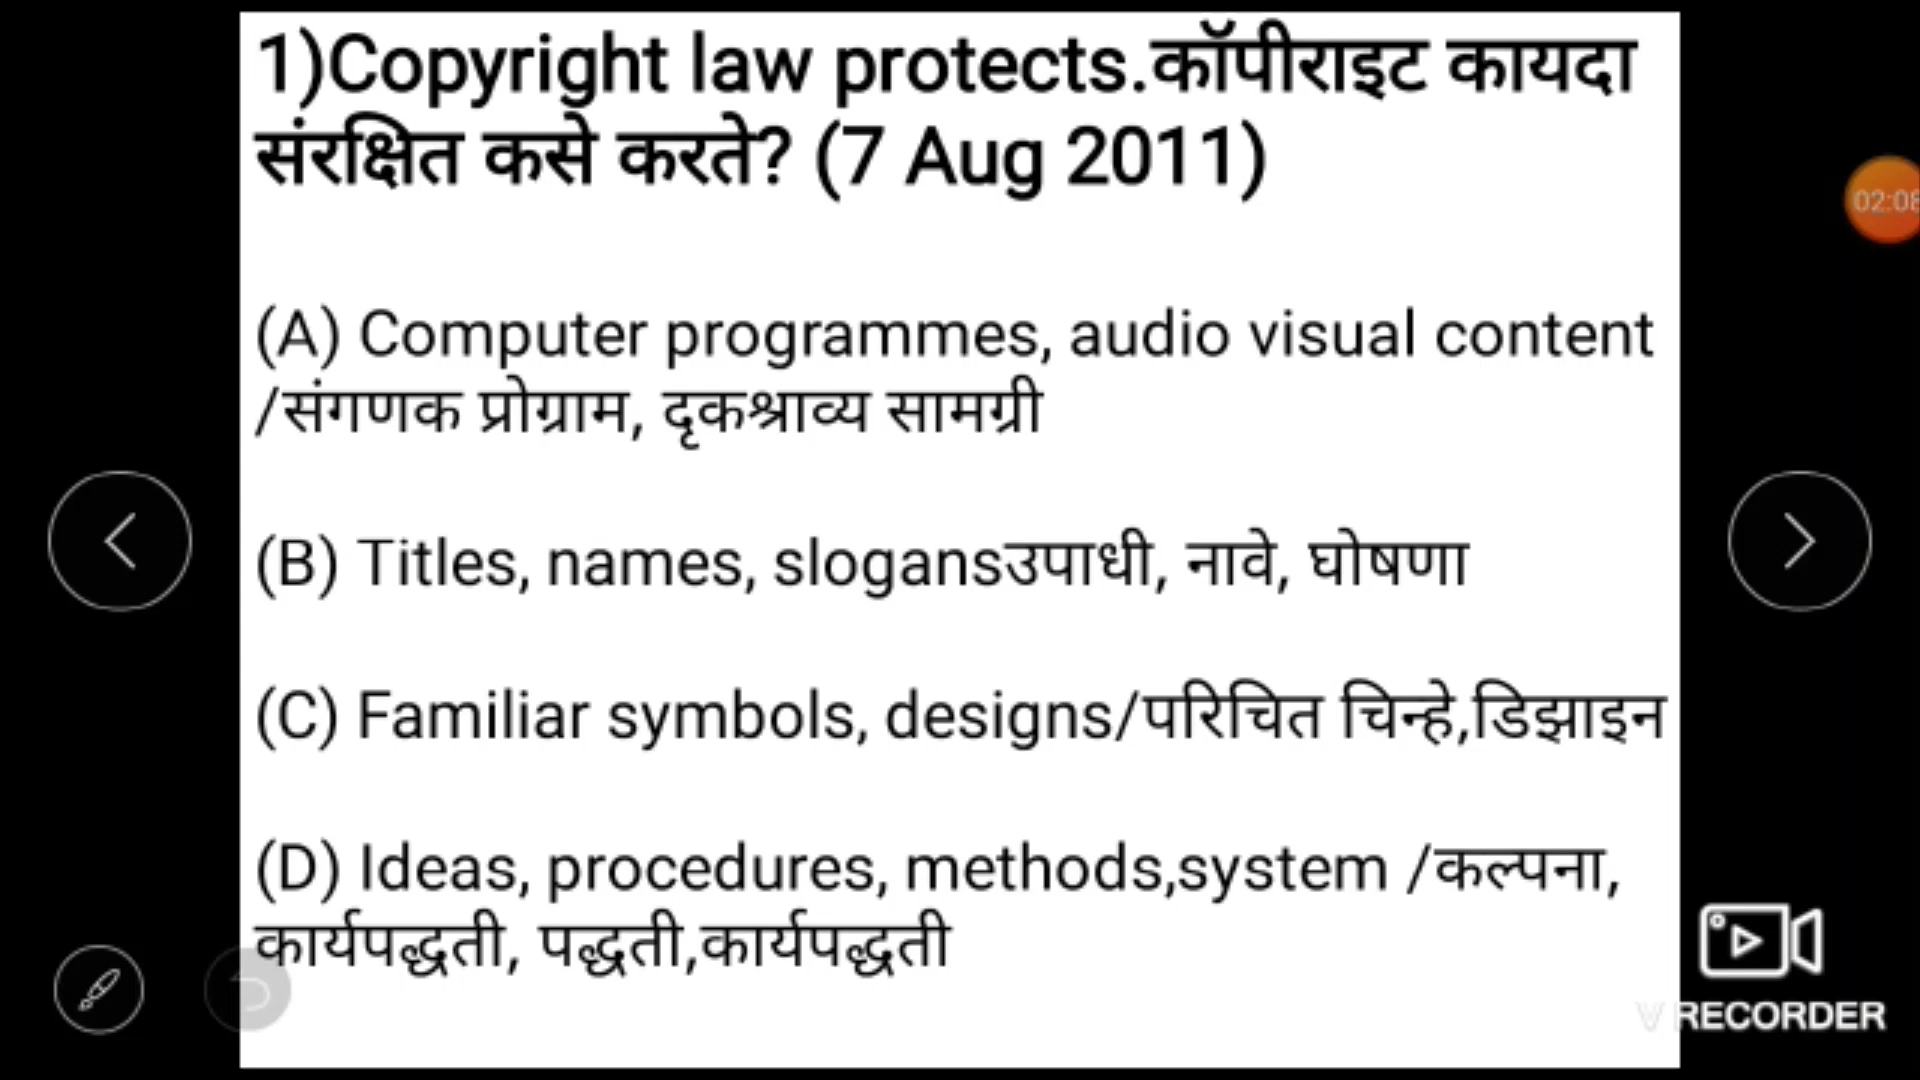 1)Copyright law protects.कॉपीराइट कायदा
संरक्षित कसे करते? (7 Aug 2011)
02:08
(A) Computer programmes, audio visual content
/संगणक प्रोग्राम, दृकश्राव्य सामग्री
(B) Titles, names, slogansउपाधी, नावे, घोषणा
(C) Familiar symbols, designs/परिचित चिन्हे,डिझाइन
(D) Ideas, procedures, methods,system /कल्पना,
कार्यपद्धती, पद्धती,कार्यपद्धती
V RECORDER